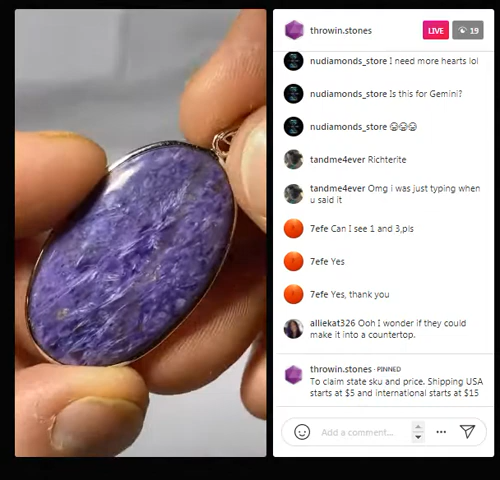 throwin.stones LIVE 19
nudiamonds_store I need more hearts lol
nudiamonds_store Is this for Gemini?
nudiamonds_store 😭😭😭
tandme4ever Richterite
tandme4ever Omg i was just typing when
u said it
7efe Can I see 1 and 3,pls
7efe Yes
7efe Yes, thank you
alliekat326 Ooh I wonder if they could
make it into a countertop.
throwin.stones · PINNED
To claim state sku and price. Shipping USA
starts at $5 and international starts at $15
Add a comment...